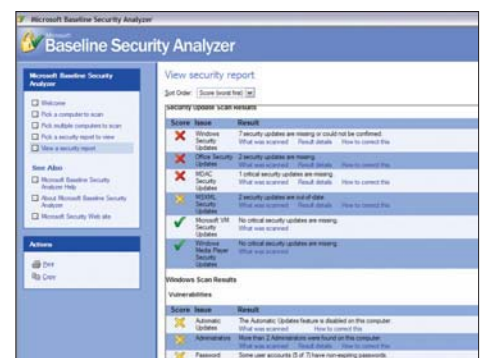 Microsoft Baseline Security Analyzer
Microsoft
Baseline Security Analyzer
Microsoft Baseline Security
Analyzer
Welcome
Pick a computer to scan
Pick multiple computers to scan
Pick a security report to view
View a security report
See Also
Microsoft Baseline Security
Analyzer Help
About Microsoft Baseline Security
Analyzer
Microsoft Security Web site
Actions
Print
Copy
View security report
Sort Order: Score (worst first)
Security Update Scan Results
Score Issue Result
Windows Security Updates 7 security updates are missing or could not be confirmed.
What was scanned Result details How to correct this
Office Security Updates 2 security updates are missing.
What was scanned Result details How to correct this
MDAC Security Updates 1 critical security updates are missing.
What was scanned Result details How to correct this
MSXML Security Updates 2 security updates are out-of-date.
What was scanned Result details How to correct this
Microsoft VM Security Updates No critical security updates are missing.
What was scanned
Windows Media Player Security Updates No critical security updates are missing.
What was scanned
Windows Scan Results
Vulnerabilities
Score Issue Result
Automatic Updates The Automatic Updates feature is disabled on this computer.
What was scanned How to correct this
Administrators More than 2 Administrators were found on this computer.
What was scanned Result details How to correct this
Password Some user accounts (5 of 7) have non-expiring passwords.